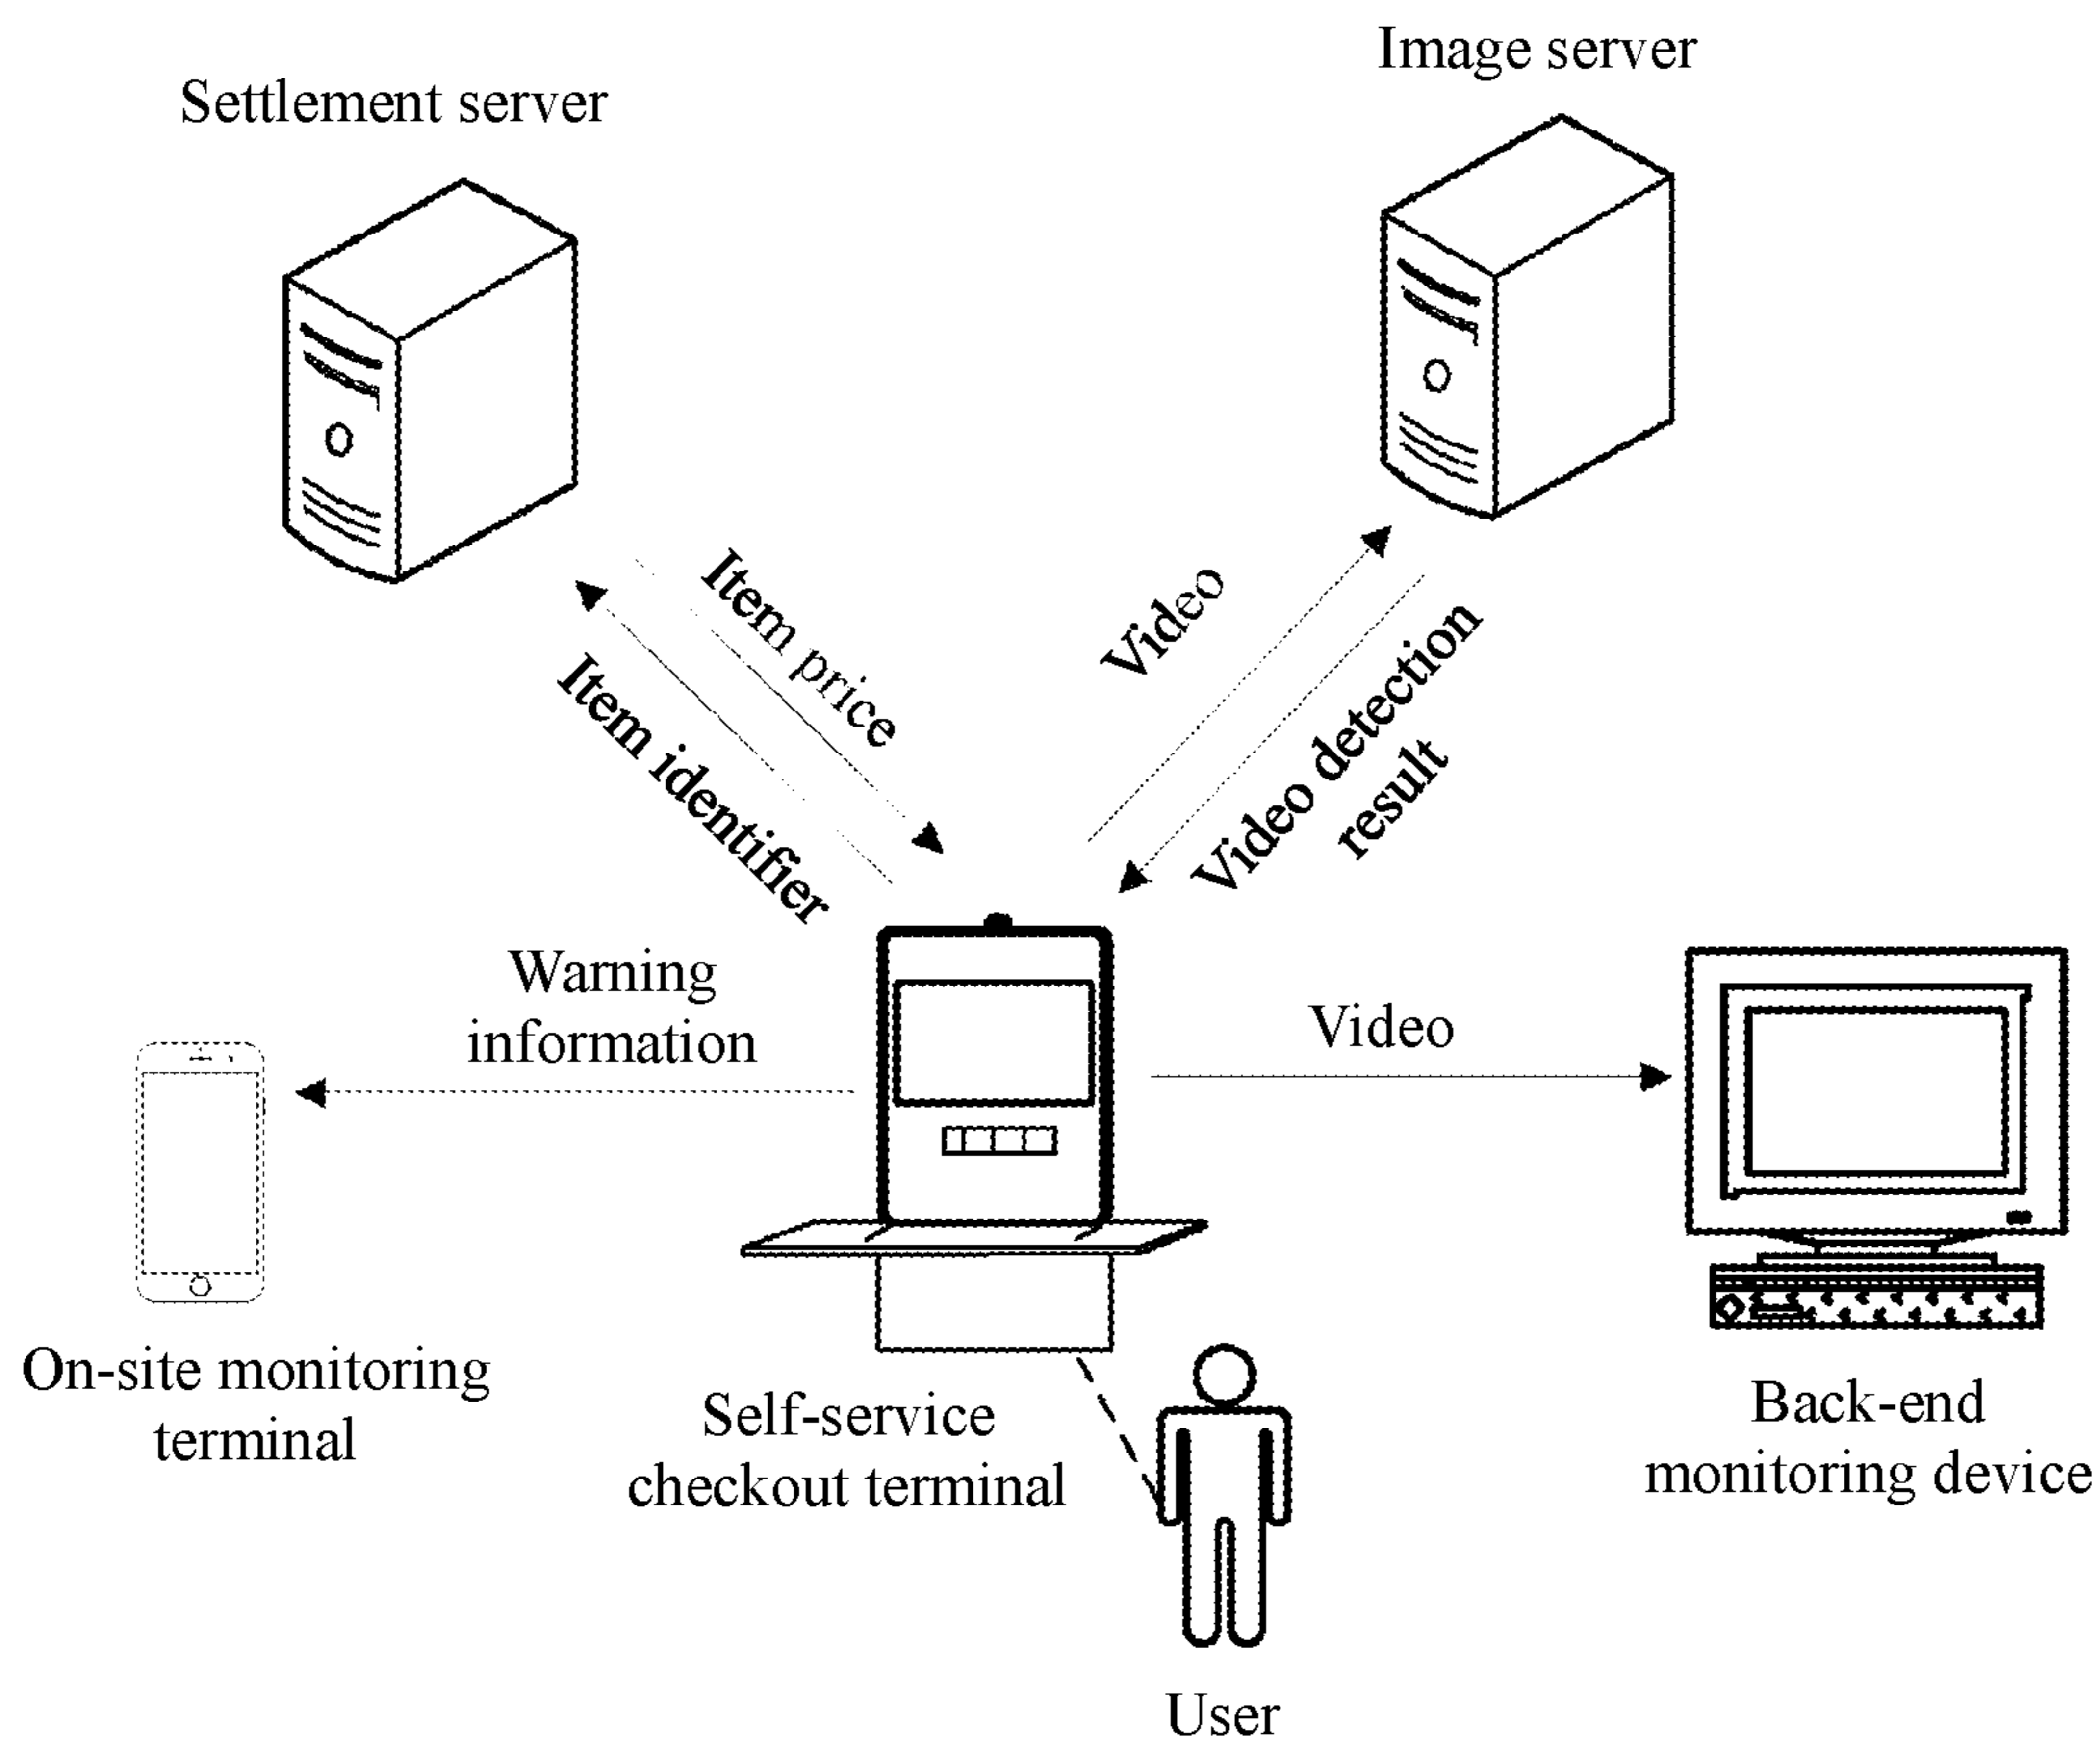 Image server
Settlement server
Item price
Item identifier
Video
Video detection
result
Warning
information
Video
On-site monitoring
terminal
Self-service
checkout terminal
Back-end
monitoring device
User